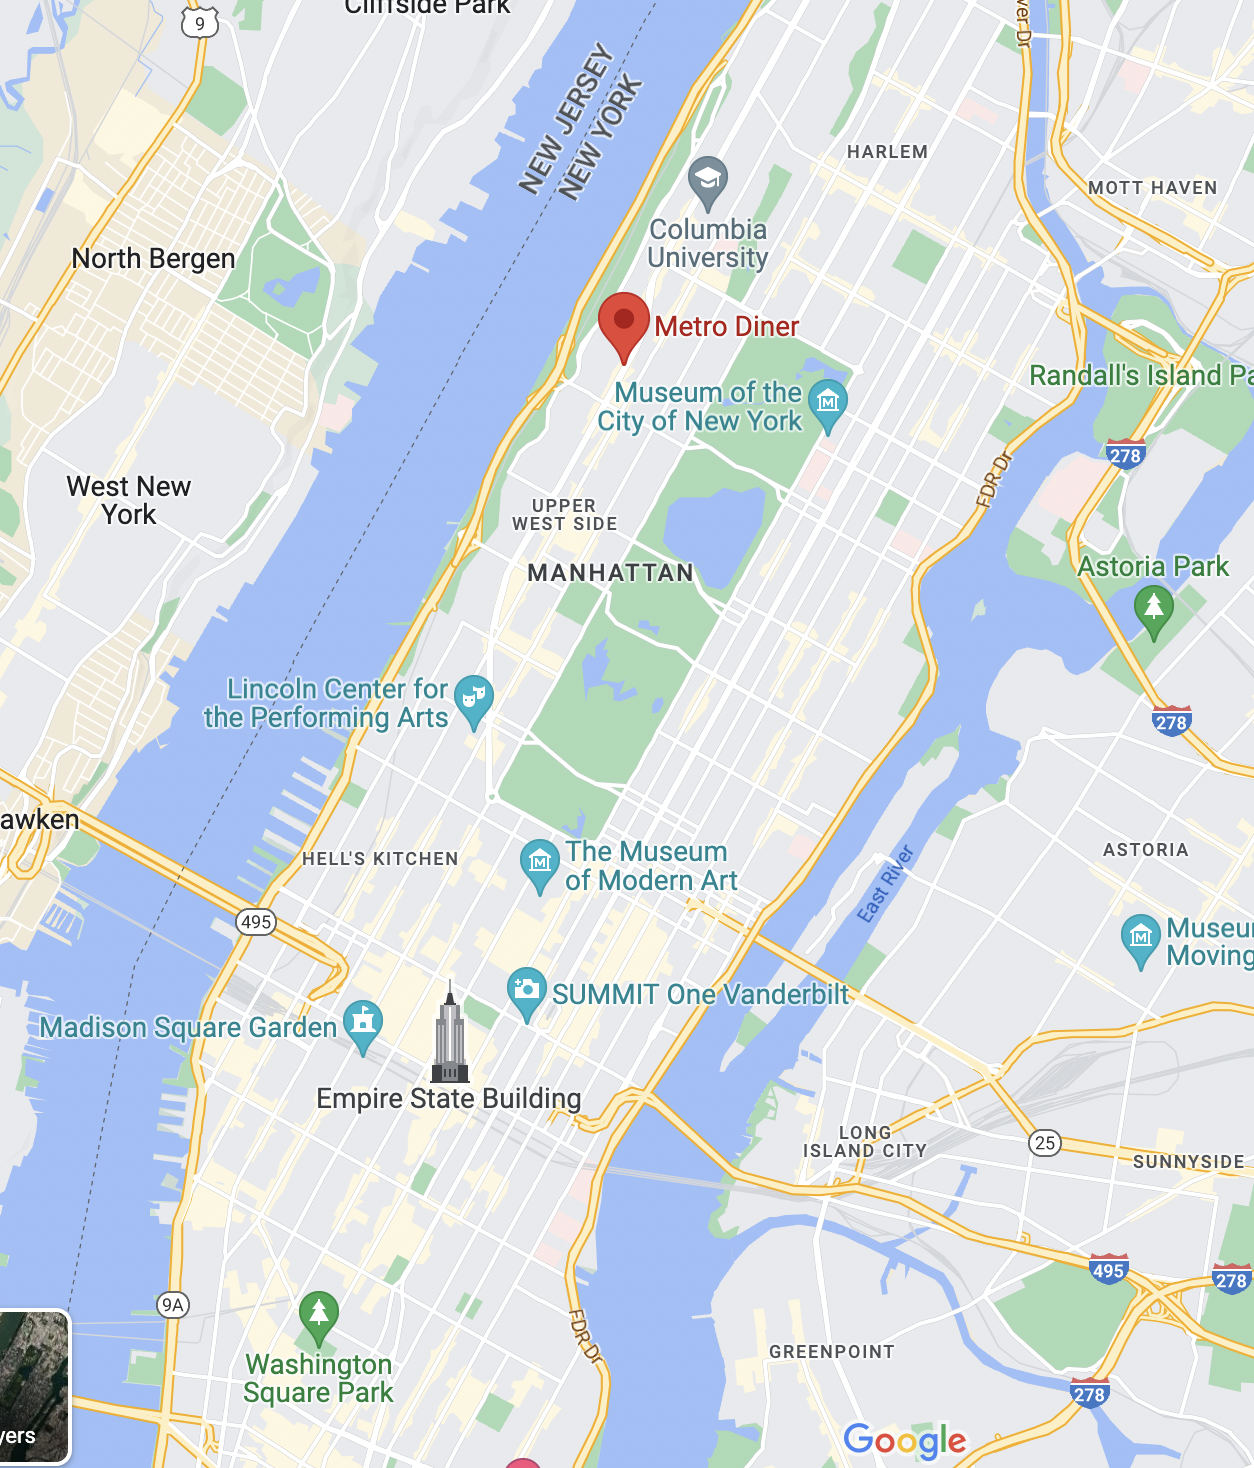 Cliffside Park
9
NEW JERSEY
NEW YORK
HARLEM
MOTT HAVEN
Columbia
University
North Bergen
Metro Diner
Randall's Island Pa
Museum of the
City of New York
278
FDR Dr
West New
York
UPPER
WEST SIDE
MANHATTAN
Astoria Park
Lincoln Center for
the Performing Arts
278
awken
HELL'S KITCHEN
The Museum
of Modern Art
ASTORIA
East River
495
Museu
Moving
SUMMIT One Vanderbilt
Madison Square Garden
Empire State Building
LONG
ISLAND CITY
25
SUNNYSIDE
495
278
9A
FDR Dr
GREENPOINT
Washington
Square Park
278
yers
Google